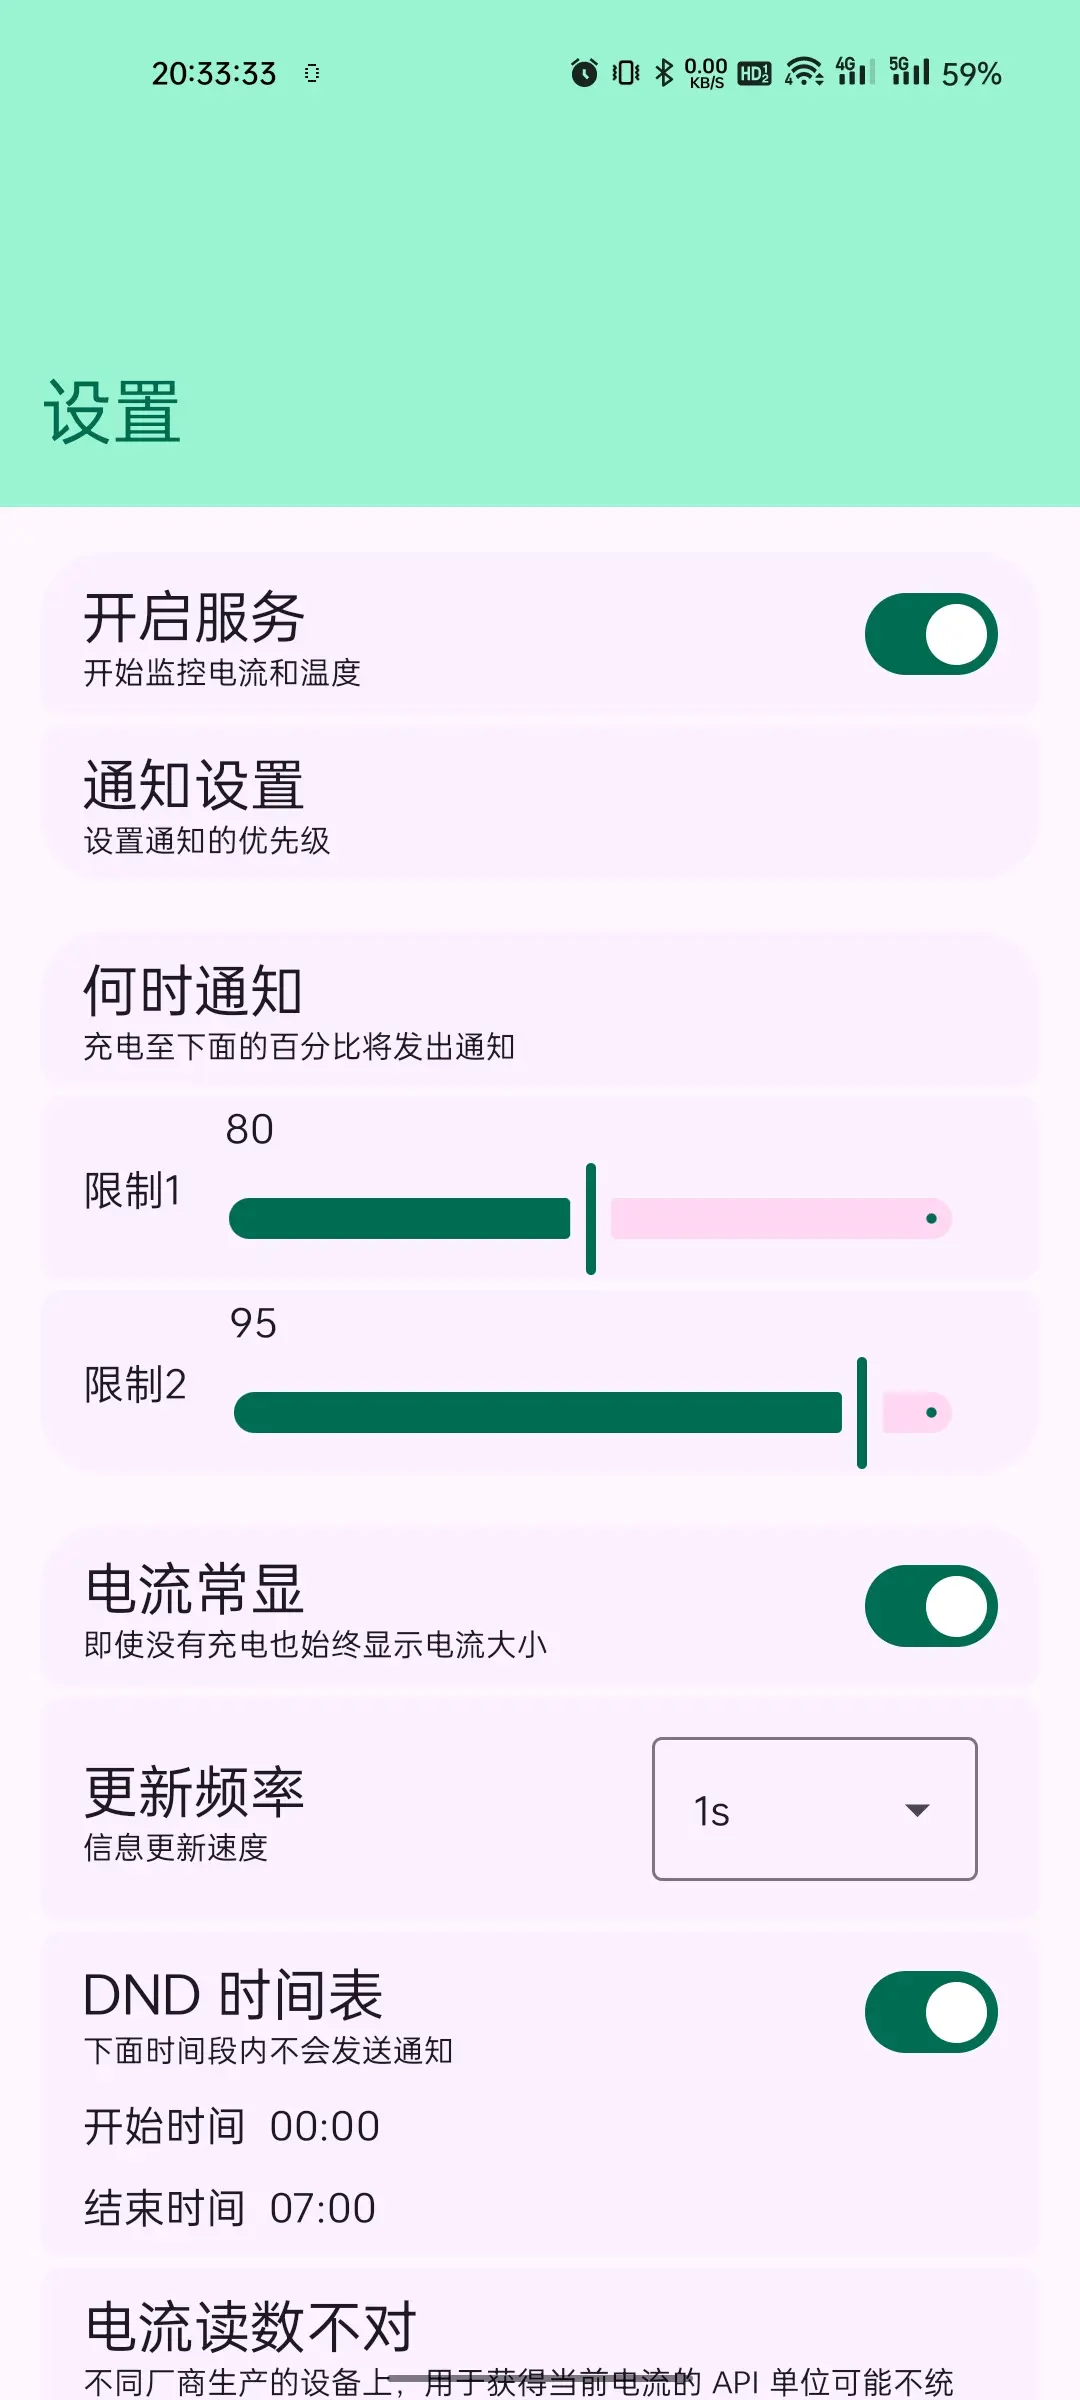 20:33:33 0.00 KB/S HD 1 2 4 4G 5G 59%
设置
开启服务
开始监控电流和温度
通知设置
设置通知的优先级
何时通知
充电至下面的百分比将发出通知
80
限制1
95
限制2
电流常显
即使没有充电也始终显示电流大小
更新频率
信息更新速度
1s
DND 时间表
下面时间段内不会发送通知
开始时间 00:00
结束时间 07:00
电流读数不对
不同厂商生产的设备上，用于获得当前电流的 API 单位可能不统